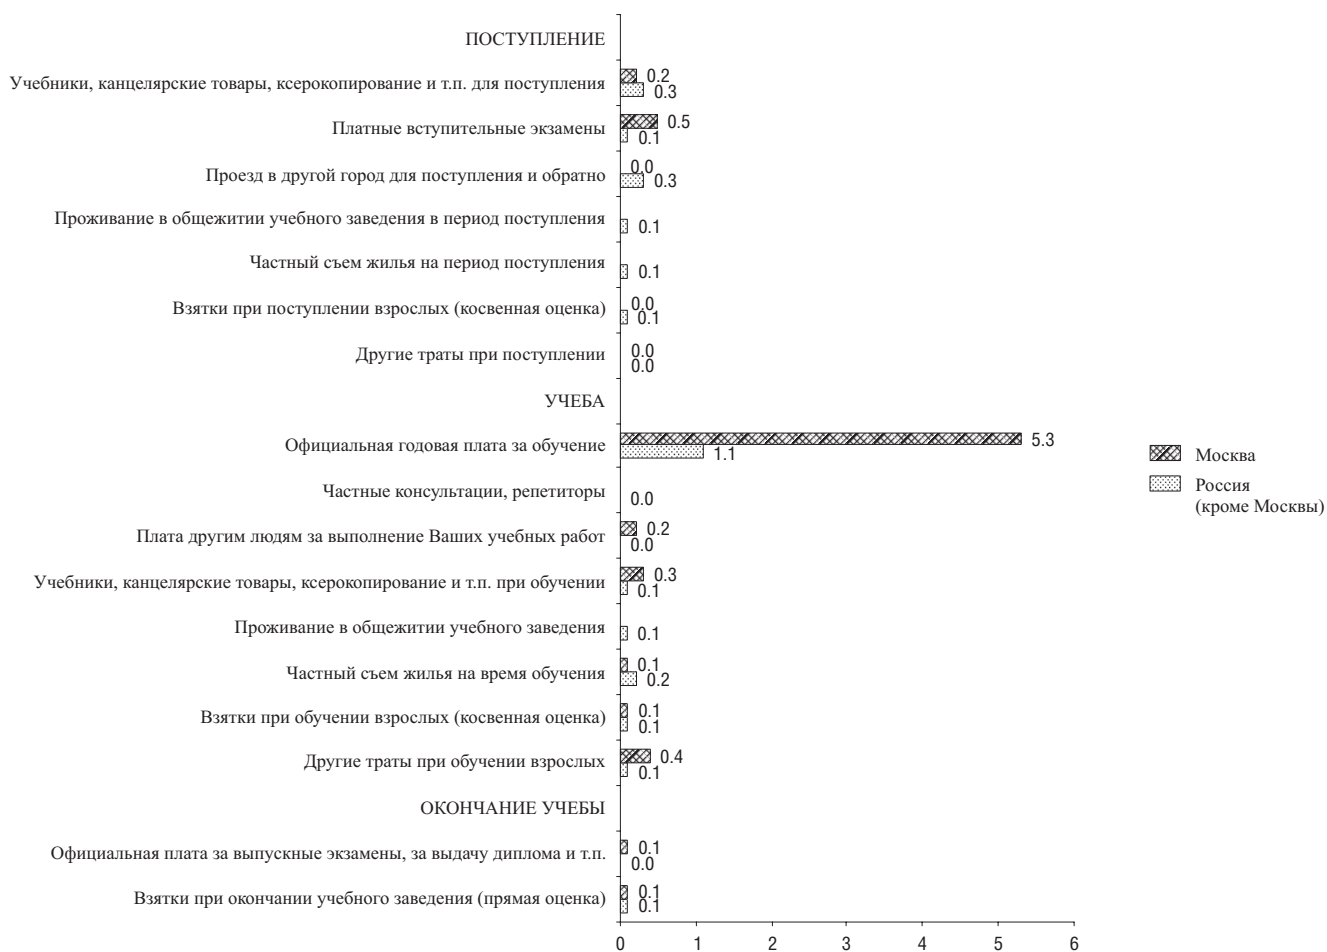 ПОСТУПЛЕНИЕ
Учебники, канцелярские товары, ксерокопирование и т.п. для поступления
0.2
0.3
Платные вступительные экзамены
0.5
0.1
Проезд в другой город для поступления и обратно
0.0
0.3
Проживание в общежитии учебного заведения в период поступления
0.1
Частный съем жилья на период поступления
0.1
Взятки при поступлении взрослых (косвенная оценка)
0.0
0.1
Другие траты при поступлении
0.0
0.0
УЧЕБА
Официальная годовая плата за обучение
5.3
1.1
Частные консультации, репетиторы
0.0
Плата другим людям за выполнение Ваших учебных работ
0.2
0.0
Учебники, канцелярские товары, ксерокопирование и т.п. при обучении
0.3
0.1
Проживание в общежитии учебного заведения
0.1
Частный съем жилья на время обучения
0.1
0.2
Взятки при обучении взрослых (косвенная оценка)
0.1
0.1
Другие траты при обучении взрослых
0.4
0.1
ОКОНЧАНИЕ УЧЕБЫ
Официальная плата за выпускные экзамены, за выдачу диплома и т.п.
0.1
0.0
Взятки при окончании учебного заведения (прямая оценка)
0.1
0.1
0 1 2 3 4 5 6
Москва
Россия
(кроме Москвы)